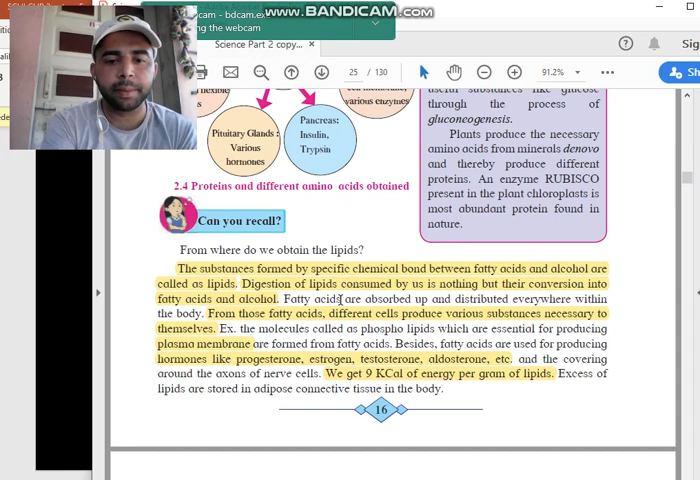 www.BANDICAM.com
cam - bdcam.ex
ng the webcam
Science Part 2 copy...
25 / 130
91.2%
Sig
Sh
various enzymes
Pituitary Glands :
Various
hormones
Pancreas:
Insulin,
Trypsin
useful substances like glucose
through the process of
gluconeogenesis.
Plants produce the necessary
amino acids from minerals denovo
and thereby produce different
proteins. An enzyme RUBISCO
present in the plant chloroplasts is
most abundant protein found in
nature.
2.4 Proteins and different amino acids obtained
Can you recall?
From where do we obtain the lipids?
The substances formed by specific chemical bond between fatty acids and alcohol are
called as lipids. Digestion of lipids consumed by us is nothing but their conversion into
fatty acids and alcohol. Fatty acids are absorbed up and distributed everywhere within
the body. From those fatty acids, different cells produce various substances necessary to
themselves. Ex. the molecules called as phospho lipids which are essential for producing
plasma membrane are formed from fatty acids. Besides, fatty acids are used for producing
hormones like progesterone, estrogen, testosterone, aldosterone, etc. and the covering
around the axons of nerve cells. We get 9 KCal of energy per gram of lipids. Excess of
lipids are stored in adipose connective tissue in the body.
16